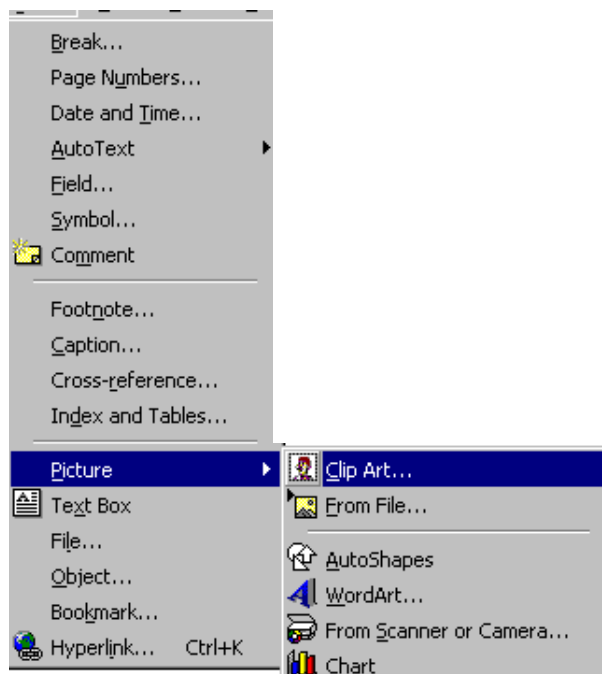 Break...
Page Numbers...
Date and Time...
AutoText
Field...
Symbol...
Comment
Footnote...
Caption...
Cross-reference...
Index and Tables...
Picture
Text Box
File...
Object...
Bookmark...
Hyperlink... Ctrl+K
Clip Art...
From File...
AutoShapes
WordArt...
From Scanner or Camera...
Chart